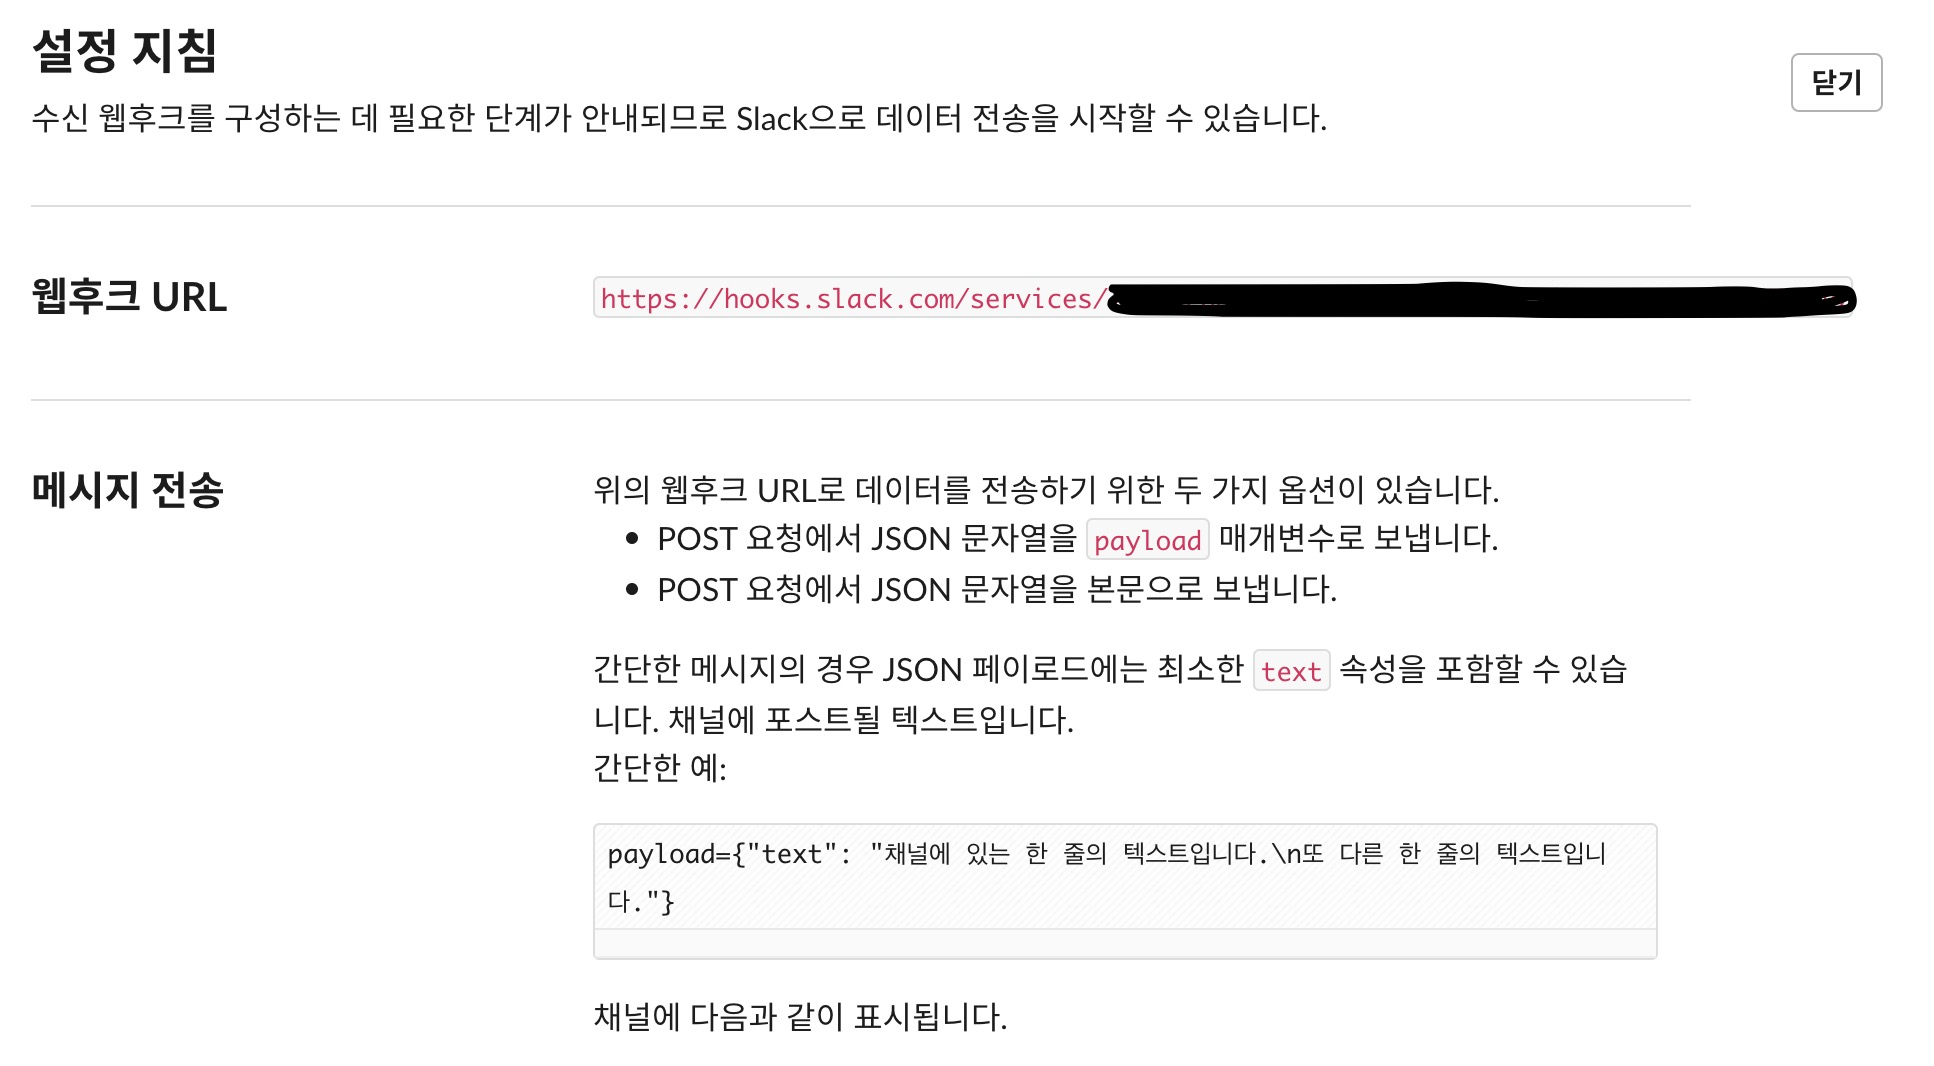 설정 지침
닫기
수신 웹후크를 구성하는 데 필요한 단계가 안내되므로 Slack으로 데이터 전송을 시작할 수 있습니다.
웹후크 URL
https://hooks.slack.com/services/
메시지 전송
위의 웹후크 URL로 데이터를 전송하기 위한 두 가지 옵션이 있습니다.
• POST 요청에서 JSON 문자열을 payload 매개변수로 보냅니다.
• POST 요청에서 JSON 문자열을 본문으로 보냅니다.
간단한 메시지의 경우 JSON 페이로드에는 최소한 text 속성을 포함할 수 있습
니다. 채널에 포스트될 텍스트입니다.
간단한 예:
payload={"text": "채널에 있는 한 줄의 텍스트입니다.\n또 다른 한 줄의 텍스트입니
다."}
채널에 다음과 같이 표시됩니다.